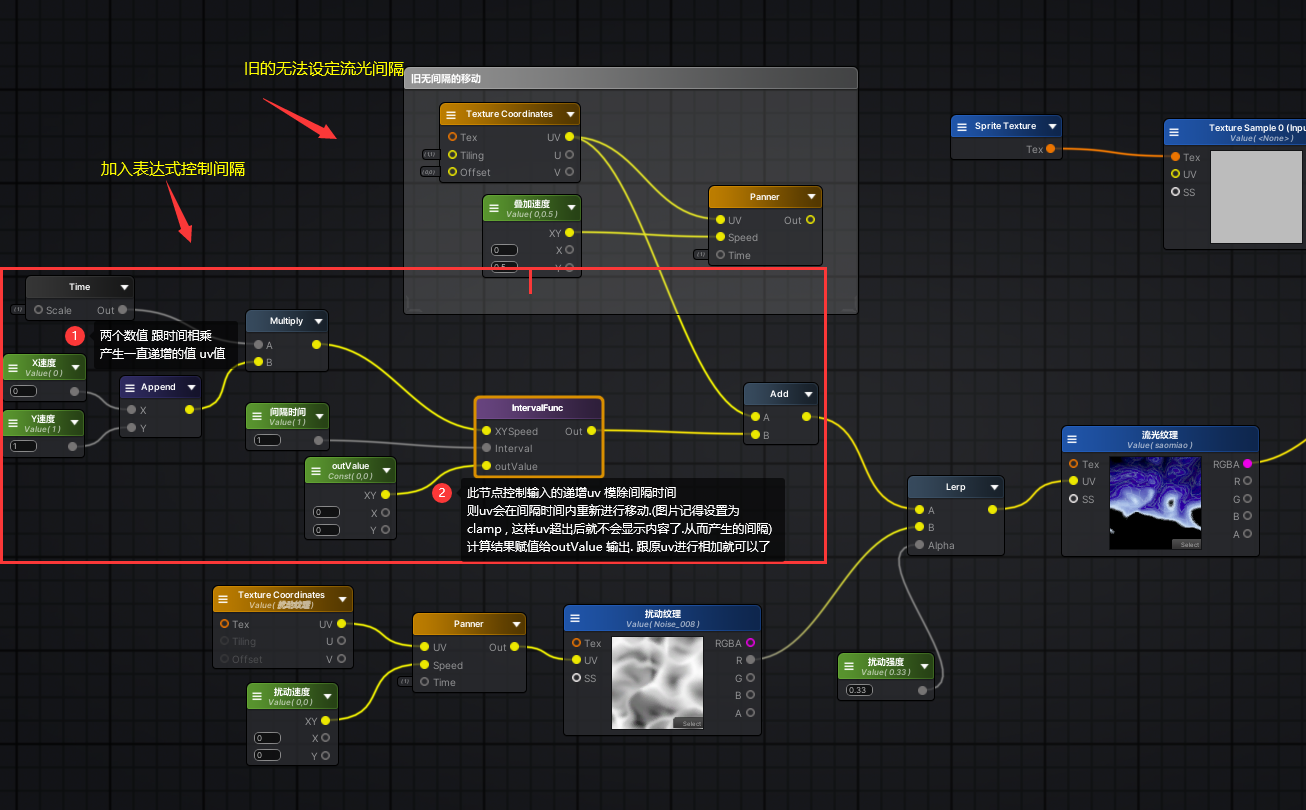 旧的无法设定流光间隔
旧无间隔的移动
Texture Coordinates
Tex
UV
Tiling
U
Offset
V
叠加速度
Value( 0,0.5 )
XY
0
X
0.5
Y
Panner
UV
Out
Speed
Time
Sprite Texture
Tex
Texture Sample 0 (Inpu
Value( <None> )
Tex
UV
SS
加入表达式控制间隔
Time
Scale
Out
1
两个数值 跟时间相乘
产生一直递增的值 uv值
X速度
Value( 0 )
0
Y速度
Value( 1 )
1
Append
X
Y
Multiply
A
B
间隔时间
Value( 1 )
1
outValue
Const( 0,0 )
XY
0
X
0
Y
IntervalFunc
XYSpeed
Out
Interval
outValue
2
此节点控制输入的递增uv 模除间隔时间
则uv会在间隔时间内重新进行移动.(图片记得设置为
clamp , 这样uv超出后就不会显示内容了.从而产生的间隔)
计算结果赋值给outValue 输出. 跟原uv进行相加就可以了
Add
A
B
Lerp
A
B
Alpha
流光纹理
Value( saomiao )
Tex
RGBA
UV
R
SS
G
B
A
Select
Texture Coordinates
Value( 扰动纹理 )
Tex
UV
Tiling
U
Offset
V
扰动速度
Value( 0,0 )
XY
0
X
0
Y
Panner
UV
Out
Speed
Time
扰动纹理
Value( Noise_008 )
Tex
RGBA
UV
R
SS
G
B
A
Select
扰动强度
Value( 0.33 )
0.33